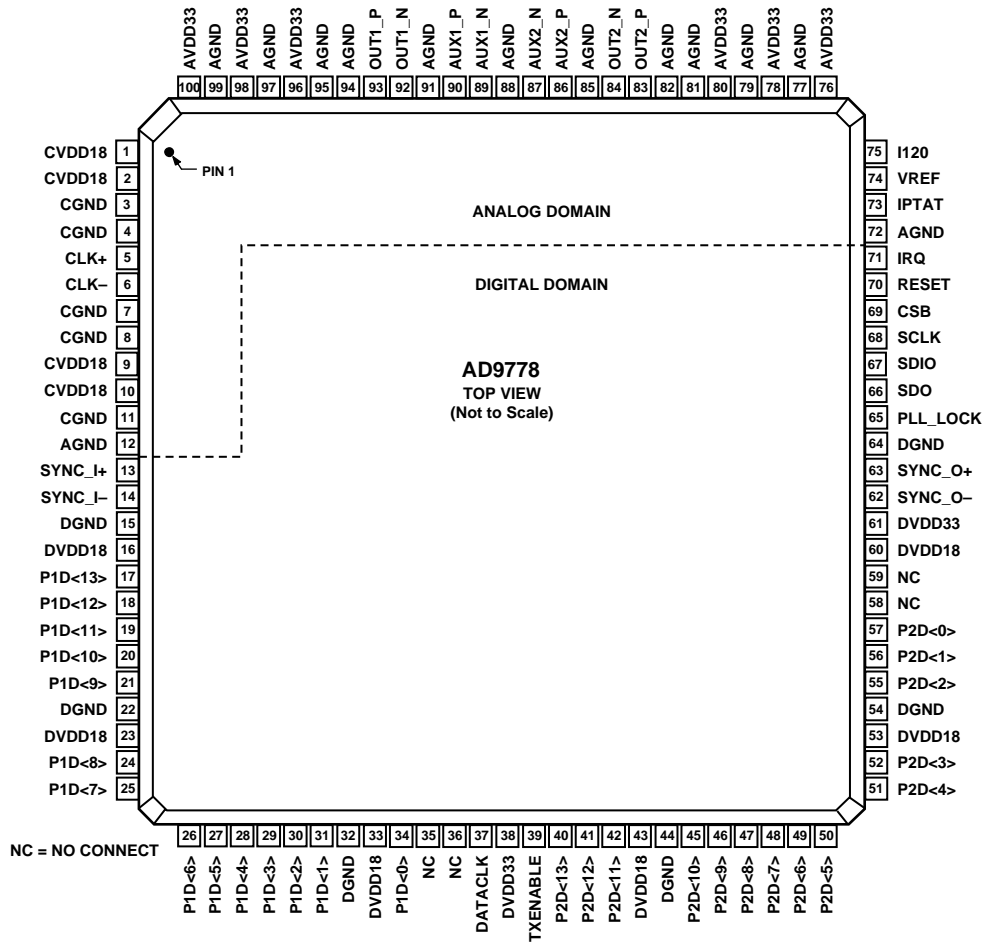 AVDD33
AGND
AVDD33
AGND
AVDD33
AGND
AGND
OUT1_P
OUT1_N
AGND
AUX1_P
AUX1_N
AGND
AUX2_N
AUX2_P
AGND
OUT2_N
OUT2_P
AGND
AGND
AVDD33
AGND
AVDD33
AGND
AVDD33
100 99 98 97 96 95 94 93 92 91 90 89 88 87 86 85 84 83 82 81 80 79 78 77 76
CVDD18 1
CVDD18 2
CGND 3
CGND 4
CLK+ 5
CLK– 6
CGND 7
CGND 8
CVDD18 9
CVDD18 10
CGND 11
AGND 12
SYNC_I+ 13
SYNC_I– 14
DGND 15
DVDD18 16
P1D<13> 17
P1D<12> 18
P1D<11> 19
P1D<10> 20
P1D<9> 21
DGND 22
DVDD18 23
P1D<8> 24
P1D<7> 25
PIN 1
ANALOG DOMAIN
DIGITAL DOMAIN
AD9778
TOP VIEW
(Not to Scale)
75 I120
74 VREF
73 IPTAT
72 AGND
71 IRQ
70 RESET
69 CSB
68 SCLK
67 SDIO
66 SDO
65 PLL_LOCK
64 DGND
63 SYNC_O+
62 SYNC_O–
61 DVDD33
60 DVDD18
59 NC
58 NC
57 P2D<0>
56 P2D<1>
55 P2D<2>
54 DGND
53 DVDD18
52 P2D<3>
51 P2D<4>
26 27 28 29 30 31 32 33 34 35 36 37 38 39 40 41 42 43 44 45 46 47 48 49 50
NC = NO CONNECT
P1D<6>
P1D<5>
P1D<4>
P1D<3>
P1D<2>
P1D<1>
DGND
DVDD18
P1D<0>
NC
NC
DATACLK
DVDD33
TXENABLE
P2D<13>
P2D<12>
P2D<11>
DVDD18
DGND
P2D<10>
P2D<9>
P2D<8>
P2D<7>
P2D<6>
P2D<5>